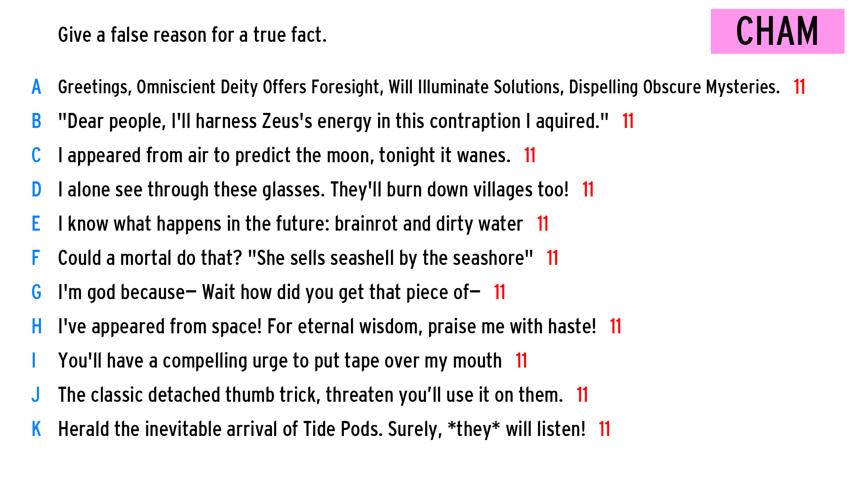 Give a false reason for a true fact.
CHAM
A Greetings, Omniscient Deity Offers Foresight, Will Illuminate Solutions, Dispelling Obscure Mysteries. 11
B "Dear people, I'll harness Zeus's energy in this contraption I aquired." 11
C I appeared from air to predict the moon, tonight it wanes. 11
D I alone see through these glasses. They'll burn down villages too! 11
E I know what happens in the future: brainrot and dirty water 11
F Could a mortal do that? "She sells seashell by the seashore" 11
G I'm god because— Wait how did you get that piece of— 11
H I've appeared from space! For eternal wisdom, praise me with haste! 11
I You'll have a compelling urge to put tape over my mouth 11
J The classic detached thumb trick, threaten you’ll use it on them. 11
K Herald the inevitable arrival of Tide Pods. Surely, *they* will listen! 11